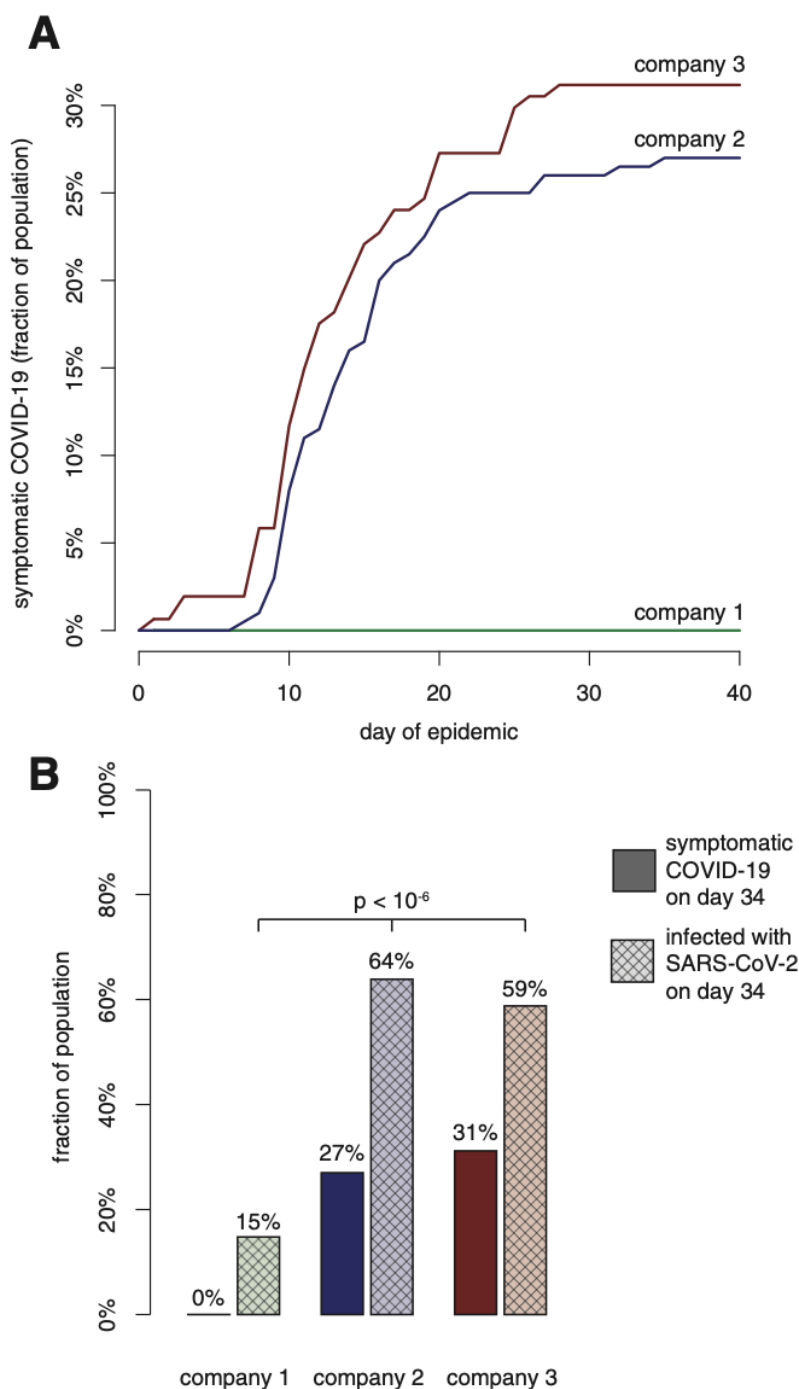 A
symptomatic COVID-19 (fraction of population)
30%
25%
20%
15%
10%
5%
0%
company 3
company 2
company 1
0 10 20 30 40
day of epidemic
B
fraction of population
100%
80%
60%
40%
20%
0%
p < 10⁻⁶
0%
15%
27%
64%
31%
59%
company 1 company 2 company 3
symptomatic
COVID-19
on day 34
infected with
SARS-CoV-2
on day 34